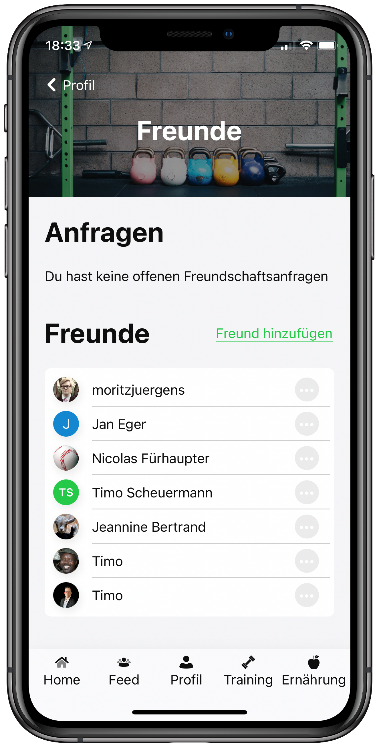 18:33
Profil
Freunde
Anfragen
Du hast keine offenen Freundschaftsanfragen
Freunde
Freund hinzufügen
moritzjuergens
J
Jan Eger
Nicolas Fürhaupter
TS
Timo Scheuermann
Jeannine Bertrand
Timo
Timo
Home
Feed
Profil
Training
Ernährung